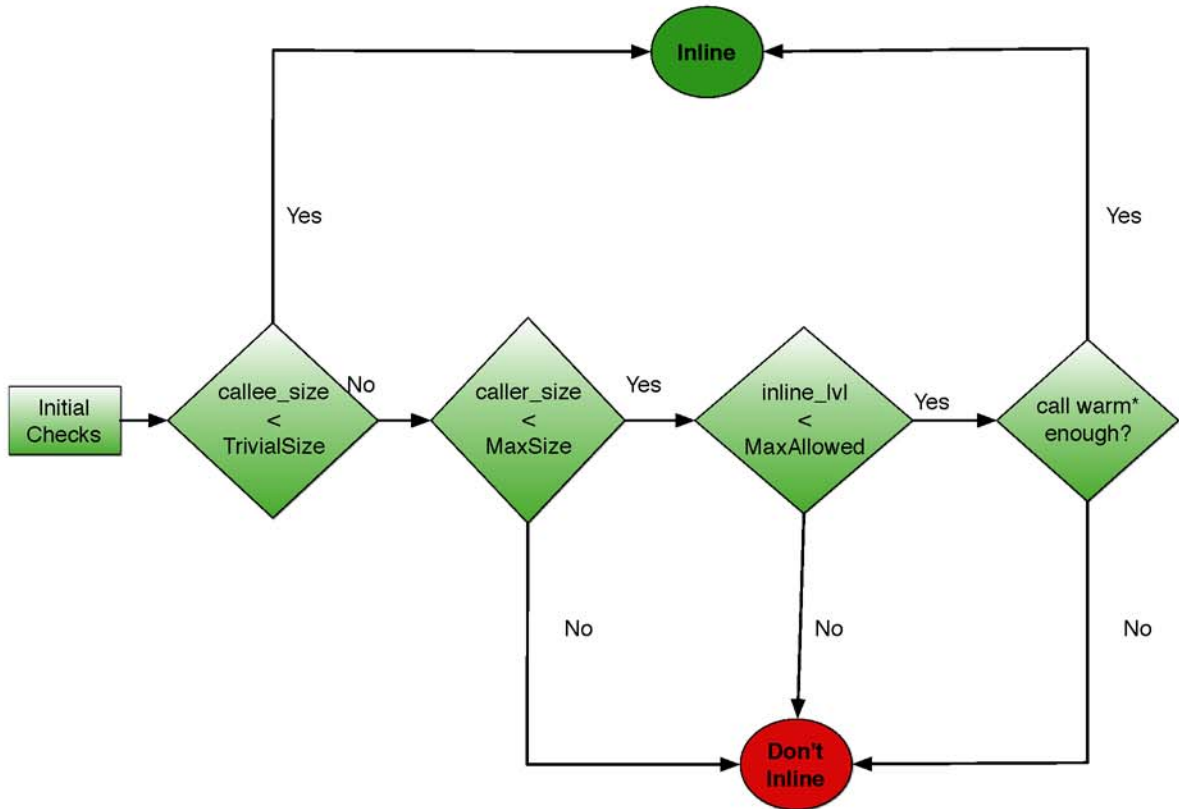 Inline
Yes
Yes
Initial
Checks
callee_size
<
TrivialSize
No
caller_size
<
MaxSize
Yes
inline_lvl
<
MaxAllowed
Yes
call warm*
enough?
No
No
No
Don't
Inline